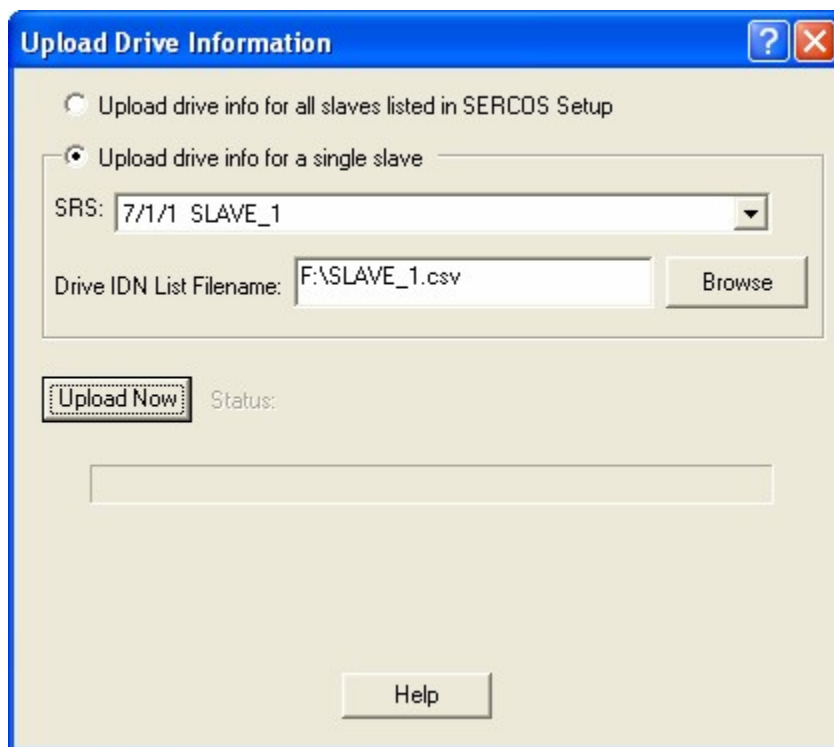 Upload Drive Information
Upload drive info for all slaves listed in SERCOS Setup
Upload drive info for a single slave
SRS: 7/1/1 SLAVE_1
Drive IDN List Filename: F:\SLAVE_1.csv Browse
Upload Now Status:
Help